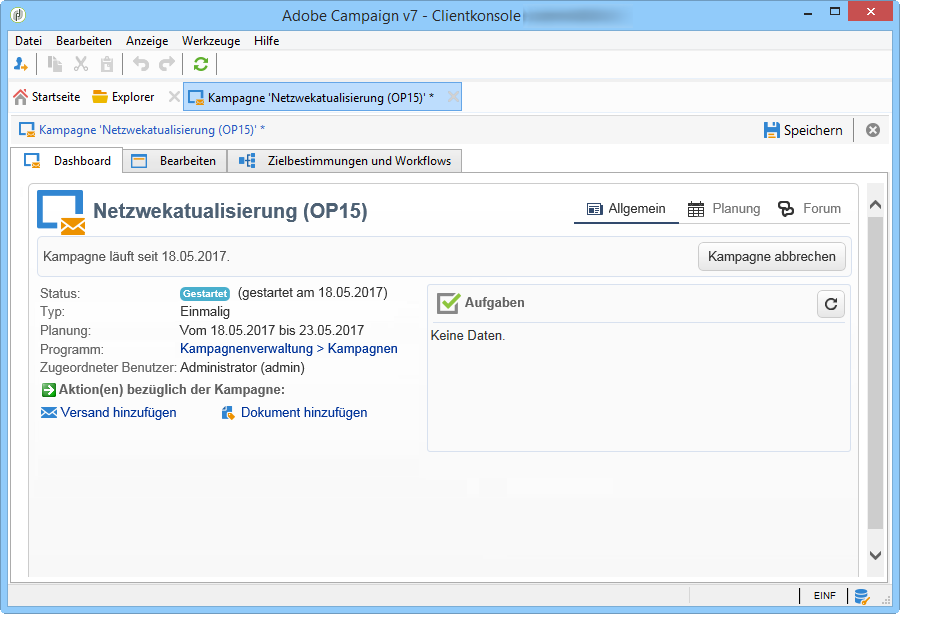 Adobe Campaign v7 - Clientkonsole
Datei Bearbeiten Anzeige Werkzeuge Hilfe
Startseite Explorer Kampagne 'Netzwekatualisierung (OP15)' *
Kampagne 'Netzwekatualisierung (OP15)' * Speichern
Dashboard Bearbeiten Zielbestimmungen und Workflows
Netzwekatualisierung (OP15) Allgemein Planung Forum
Kampagne läuft seit 18.05.2017. Kampagne abbrechen
Status: Gestartet (gestartet am 18.05.2017)
Typ: Einmalig
Planung: Vom 18.05.2017 bis 23.05.2017
Programm: Kampagnenverwaltung > Kampagnen
Zugeordneter Benutzer: Administrator (admin)
Aktion(en) bezüglich der Kampagne:
Versand hinzufügen Dokument hinzufügen
Aufgaben
Keine Daten.
EINF